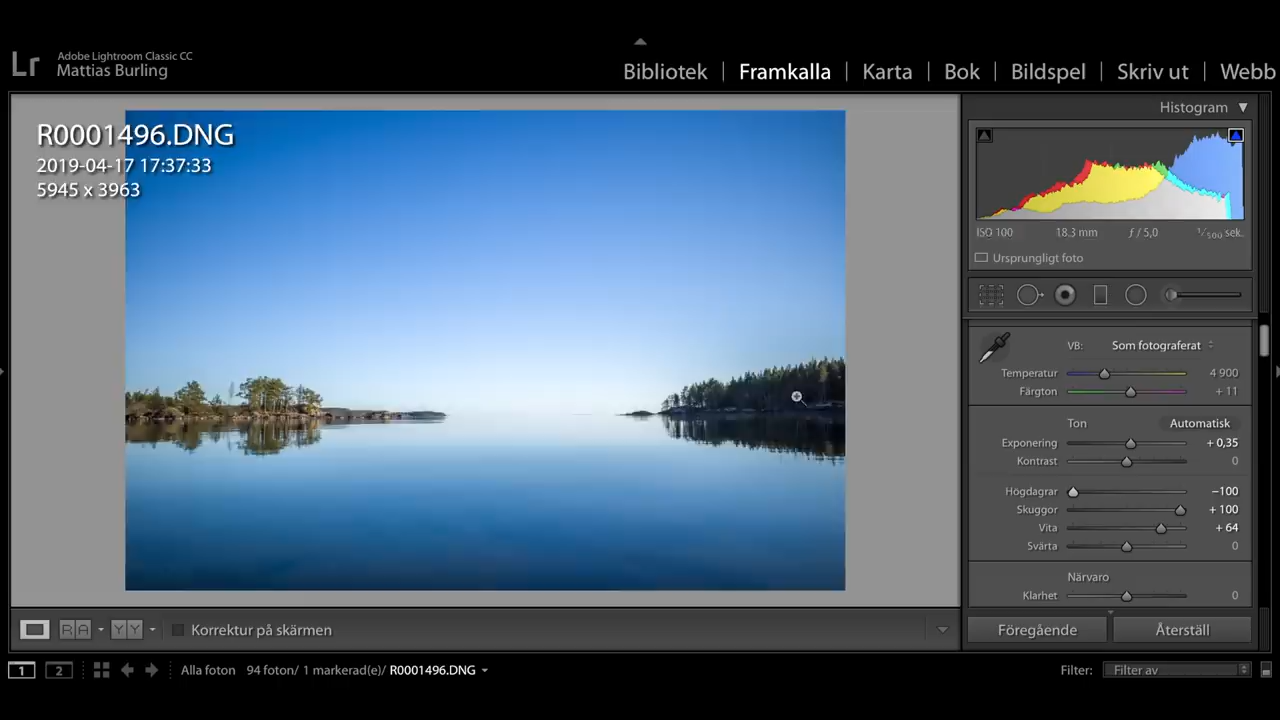 Lr
Adobe Lightroom Classic CC
Mattias Burling
Bibliotek | Framkalla | Karta | Bok | Bildspel | Skriv ut | Webb
R0001496.DNG
2019-04-17 17:37:33
5945 x 3963
Histogram
ISO 100 18.3 mm ƒ / 5,0 1/500 sek.
Ursprungligt foto
VB: Som fotograferat
Temperatur 4 900
Färgton + 11
Ton Automatisk
Exponering + 0,35
Kontrast 0
Högdagrar −100
Skuggor + 100
Vita + 64
Svärta 0
Närvaro
Klarhet 0
R A Y Y Korrektur på skärmen
Föregående Återställ
1 2 Alla foton 94 foton/ 1 markerad(e)/ R0001496.DNG
Filter: Filter av